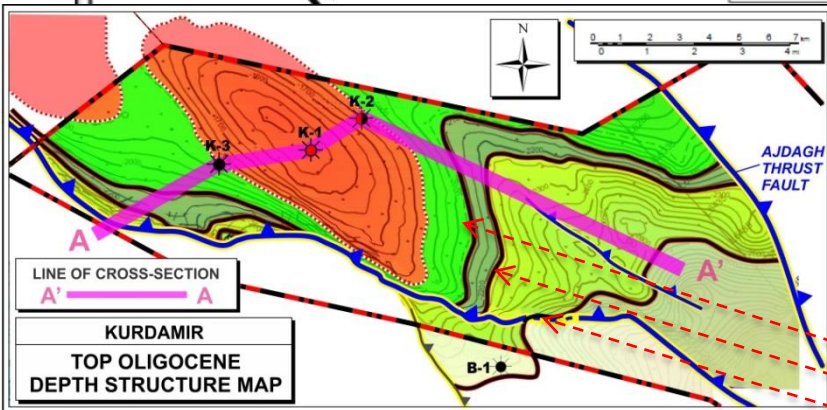 N
0 1 2 3 4 5 6 7 km
0 1 2 3 4 mi
K-2
K-1
K-3
AJDAGH
THRUST
FAULT
A
A'
LINE OF CROSS-SECTION
A' A
KURDAMIR
TOP OLIGOCENE
DEPTH STRUCTURE MAP
B-1
2200